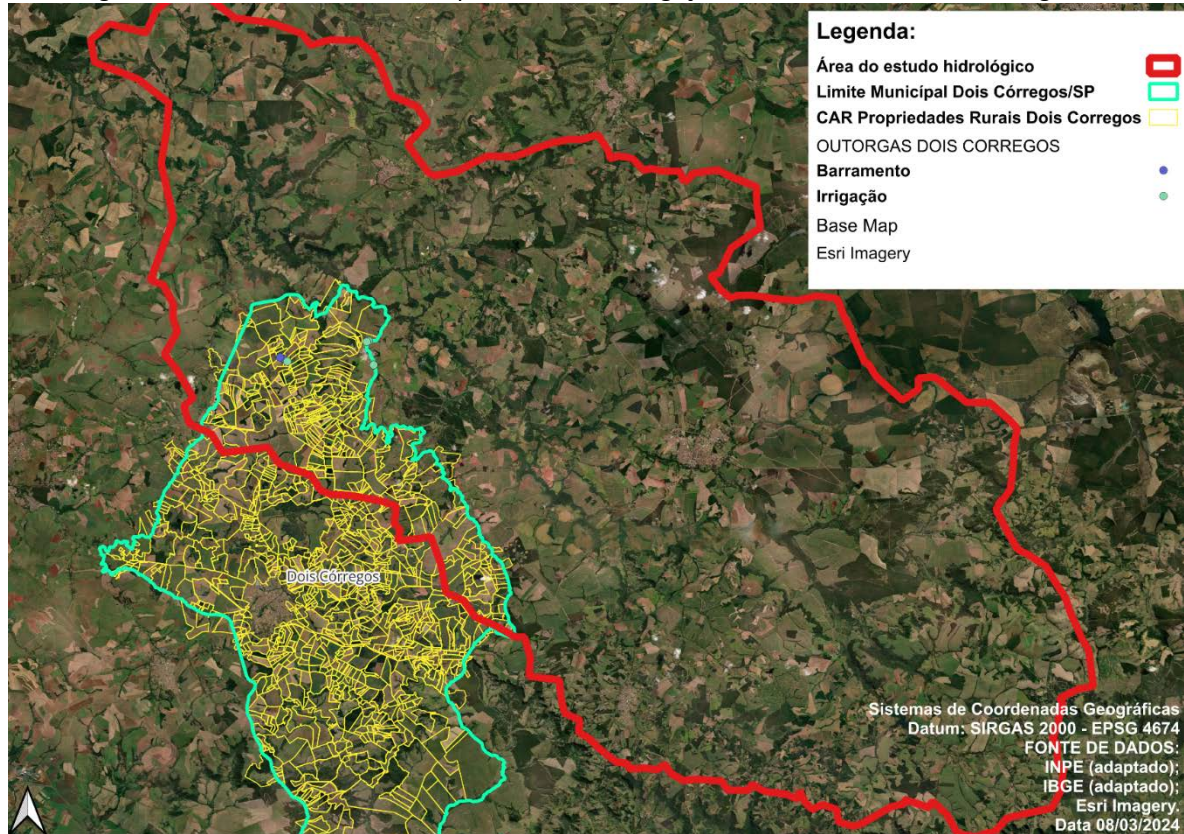 Legenda:
Área do estudo hidrológico
Limite Municípal Dois Córregos/SP
CAR Propriedades Rurais Dois Corregos
OUTORGAS DOIS CORREGOS
Barramento
Irrigação
Base Map
Esri Imagery
Dois Córregos
Sistemas de Coordenadas Geográficas
Datum: SIRGAS 2000 - EPSG 4674
FONTE DE DADOS:
INPE (adaptado);
IBGE (adaptado);
Esri Imagery.
Data 08/03/2024